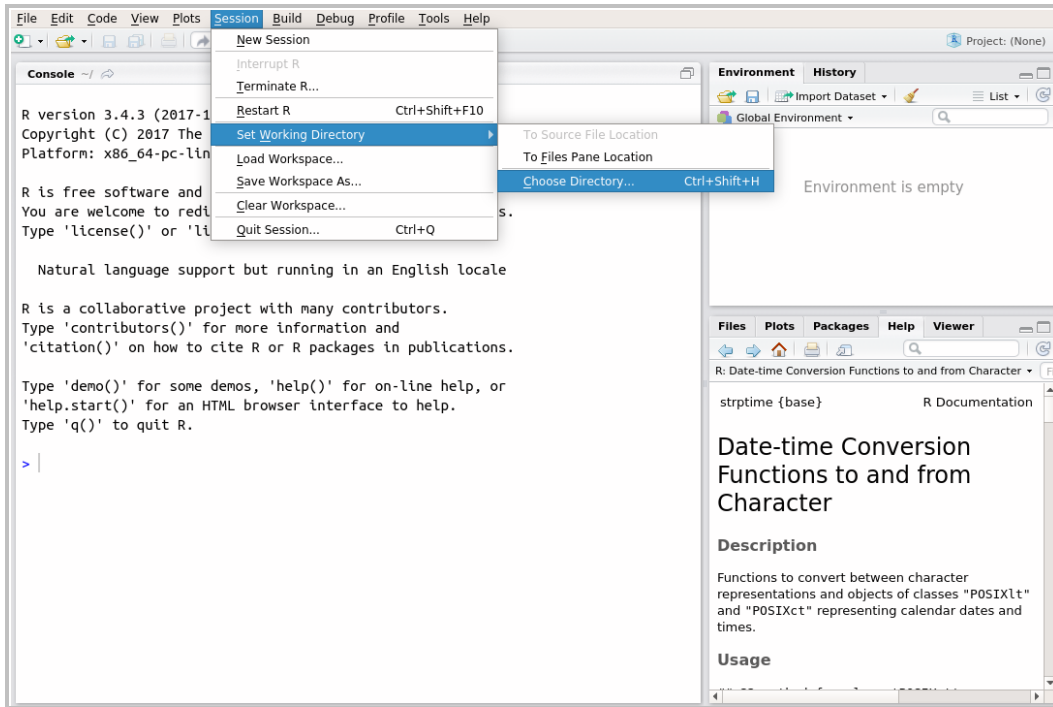 File Edit Code View Plots Session Build Debug Profile Tools Help
Project: (None)
New Session
Interrupt R
Terminate R...
Restart R Ctrl+Shift+F10
Set Working Directory
Load Workspace...
Save Workspace As...
Clear Workspace...
Quit Session... Ctrl+Q
To Source File Location
To Files Pane Location
Choose Directory... Ctrl+Shift+H
Console ~/
R version 3.4.3 (2017-1
Copyright (C) 2017 The
Platform: x86_64-pc-lin
R is free software and
You are welcome to redi s.
Type 'license()' or 'li
Natural language support but running in an English locale
R is a collaborative project with many contributors.
Type 'contributors()' for more information and
'citation()' on how to cite R or R packages in publications.
Type 'demo()' for some demos, 'help()' for on-line help, or
'help.start()' for an HTML browser interface to help.
Type 'q()' to quit R.
>
Environment History
Import Dataset List
Global Environment
Environment is empty
Files Plots Packages Help Viewer
R: Date-time Conversion Functions to and from Character
strptime {base} R Documentation
Date-time Conversion
Functions to and from
Character
Description
Functions to convert between character
representations and objects of classes "POSIXlt"
and "POSIXct" representing calendar dates and
times.
Usage